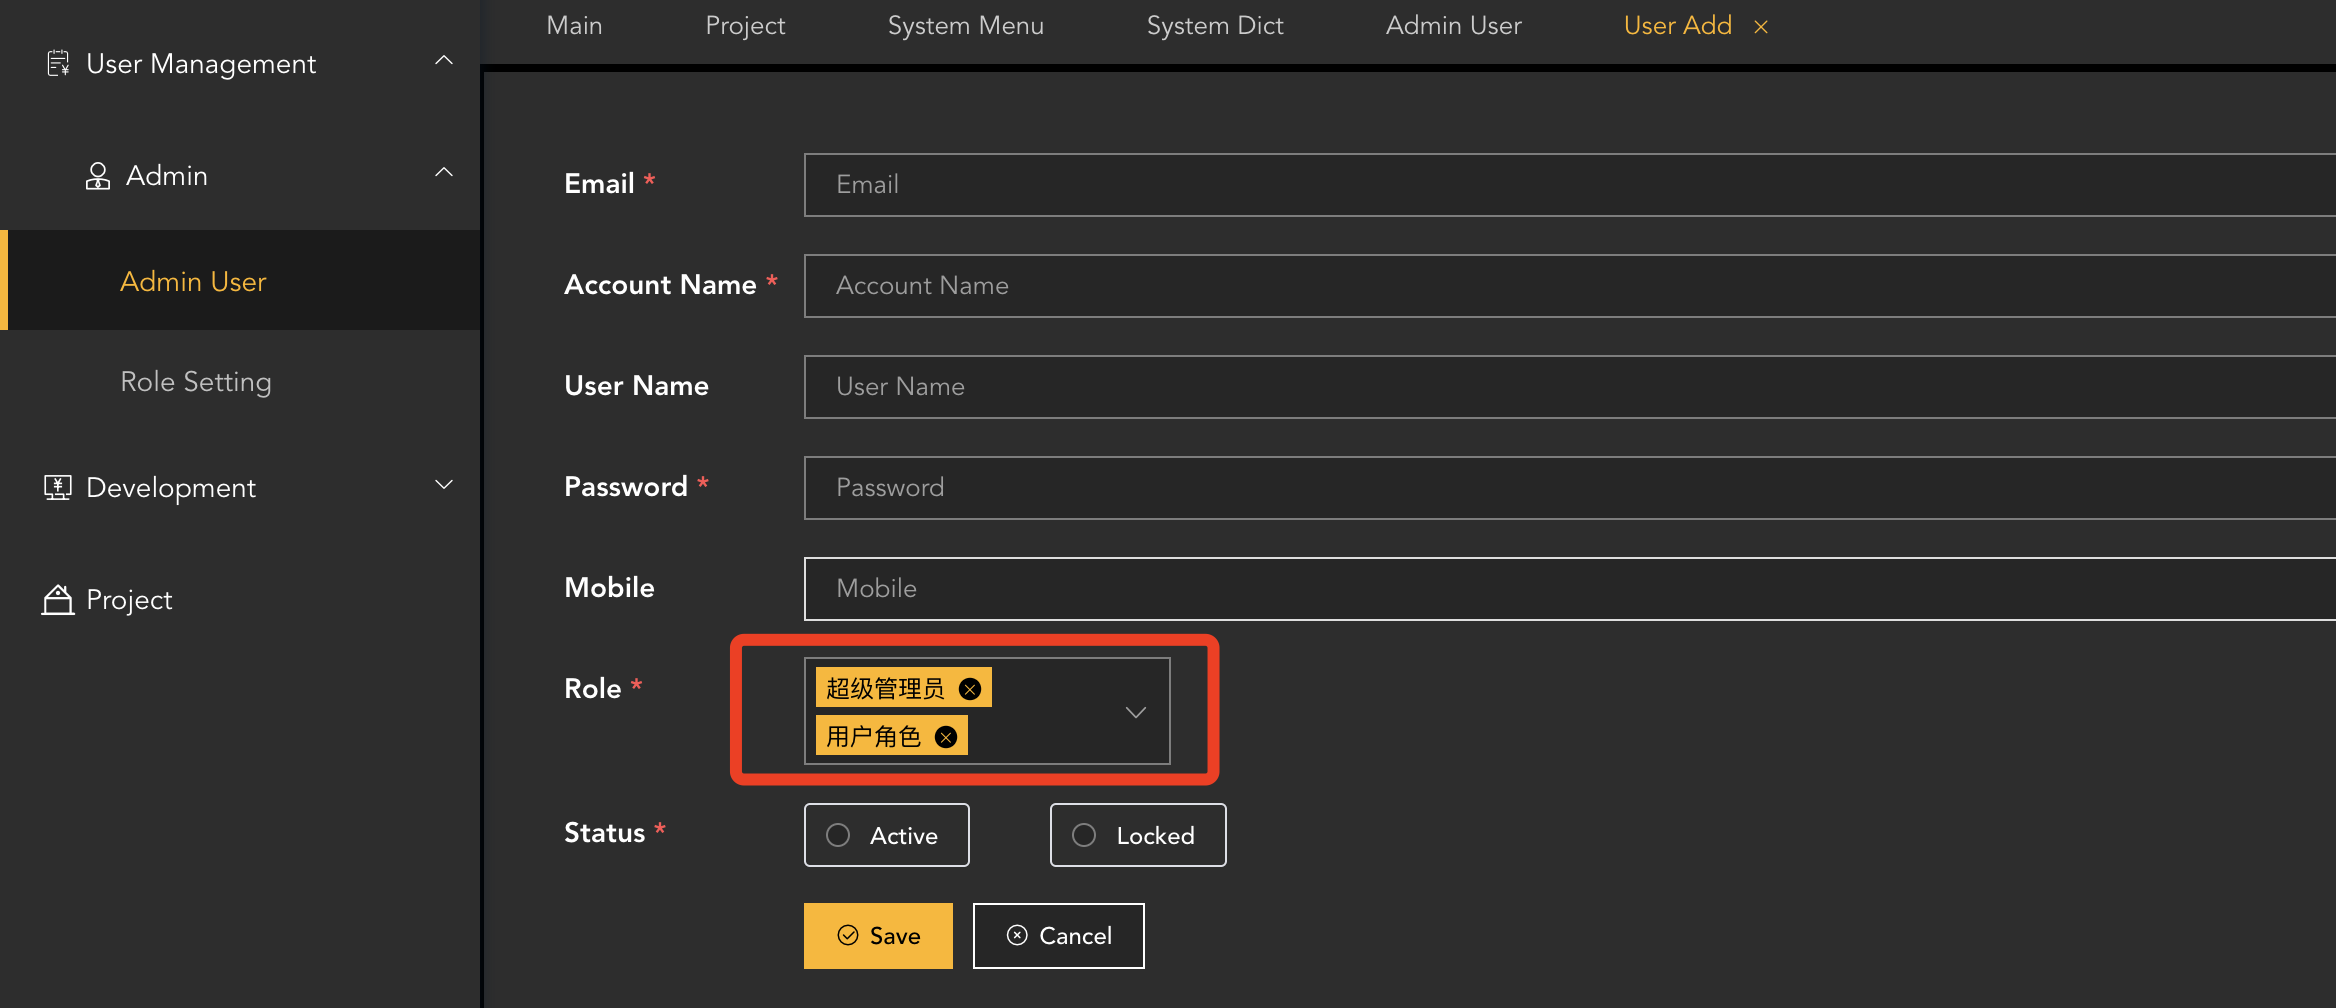 Main
Project
System Menu
System Dict
Admin User
User Add
User Management
Admin
Admin User
Role Setting
Development
Project
Email *
Email
Account Name *
Account Name
User Name
User Name
Password *
Password
Mobile
Mobile
Role *
超级管理员
用户角色
Status *
Active
Locked
Save
Cancel